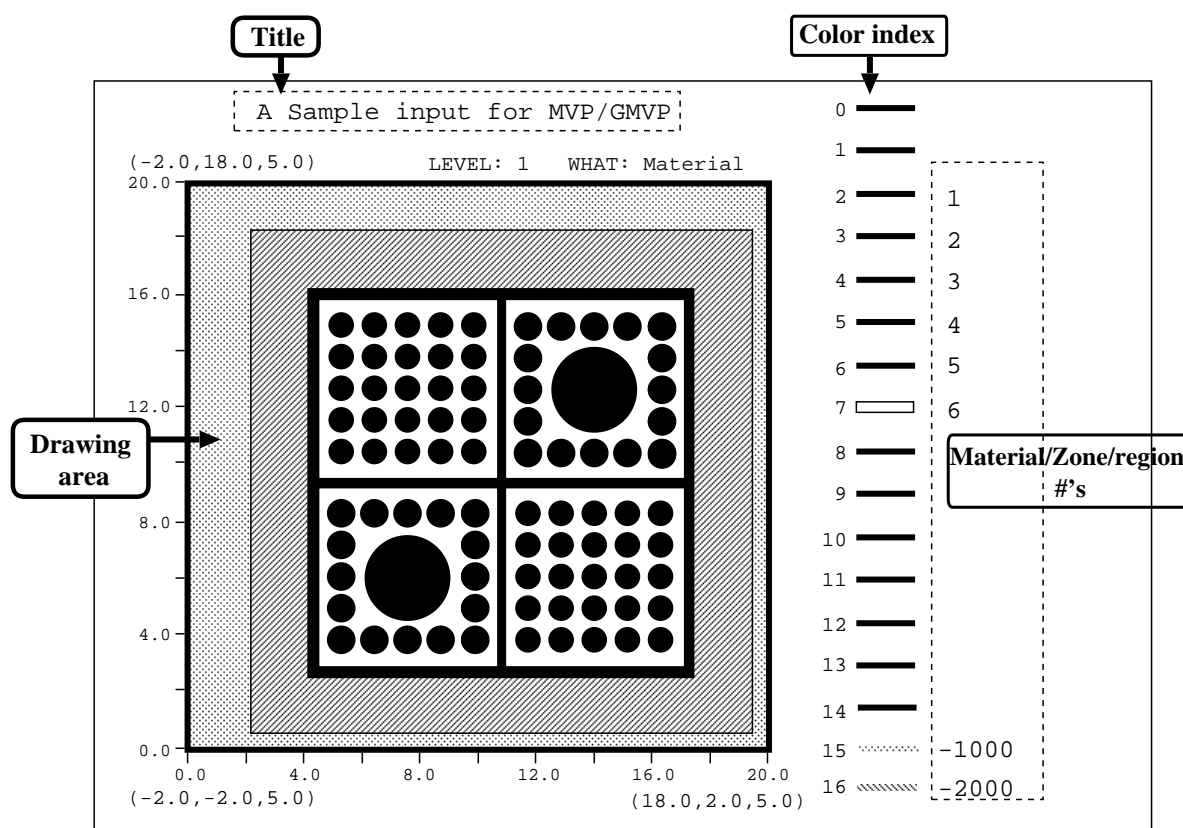 Title
Color index
A Sample input for MVP/GMVP
(-2.0,18.0,5.0)
LEVEL: 1 WHAT: Material
20.0
16.0
12.0
8.0
4.0
0.0
0.0 4.0 8.0 12.0 16.0 20.0
(-2.0,-2.0,5.0)
(18.0,2.0,5.0)
Drawing
area
0
1
2 1
3 2
4 3
5 4
6 5
7 6
8
9
10
11
12
13
14
15 -1000
16 -2000
Material/Zone/region
#'s